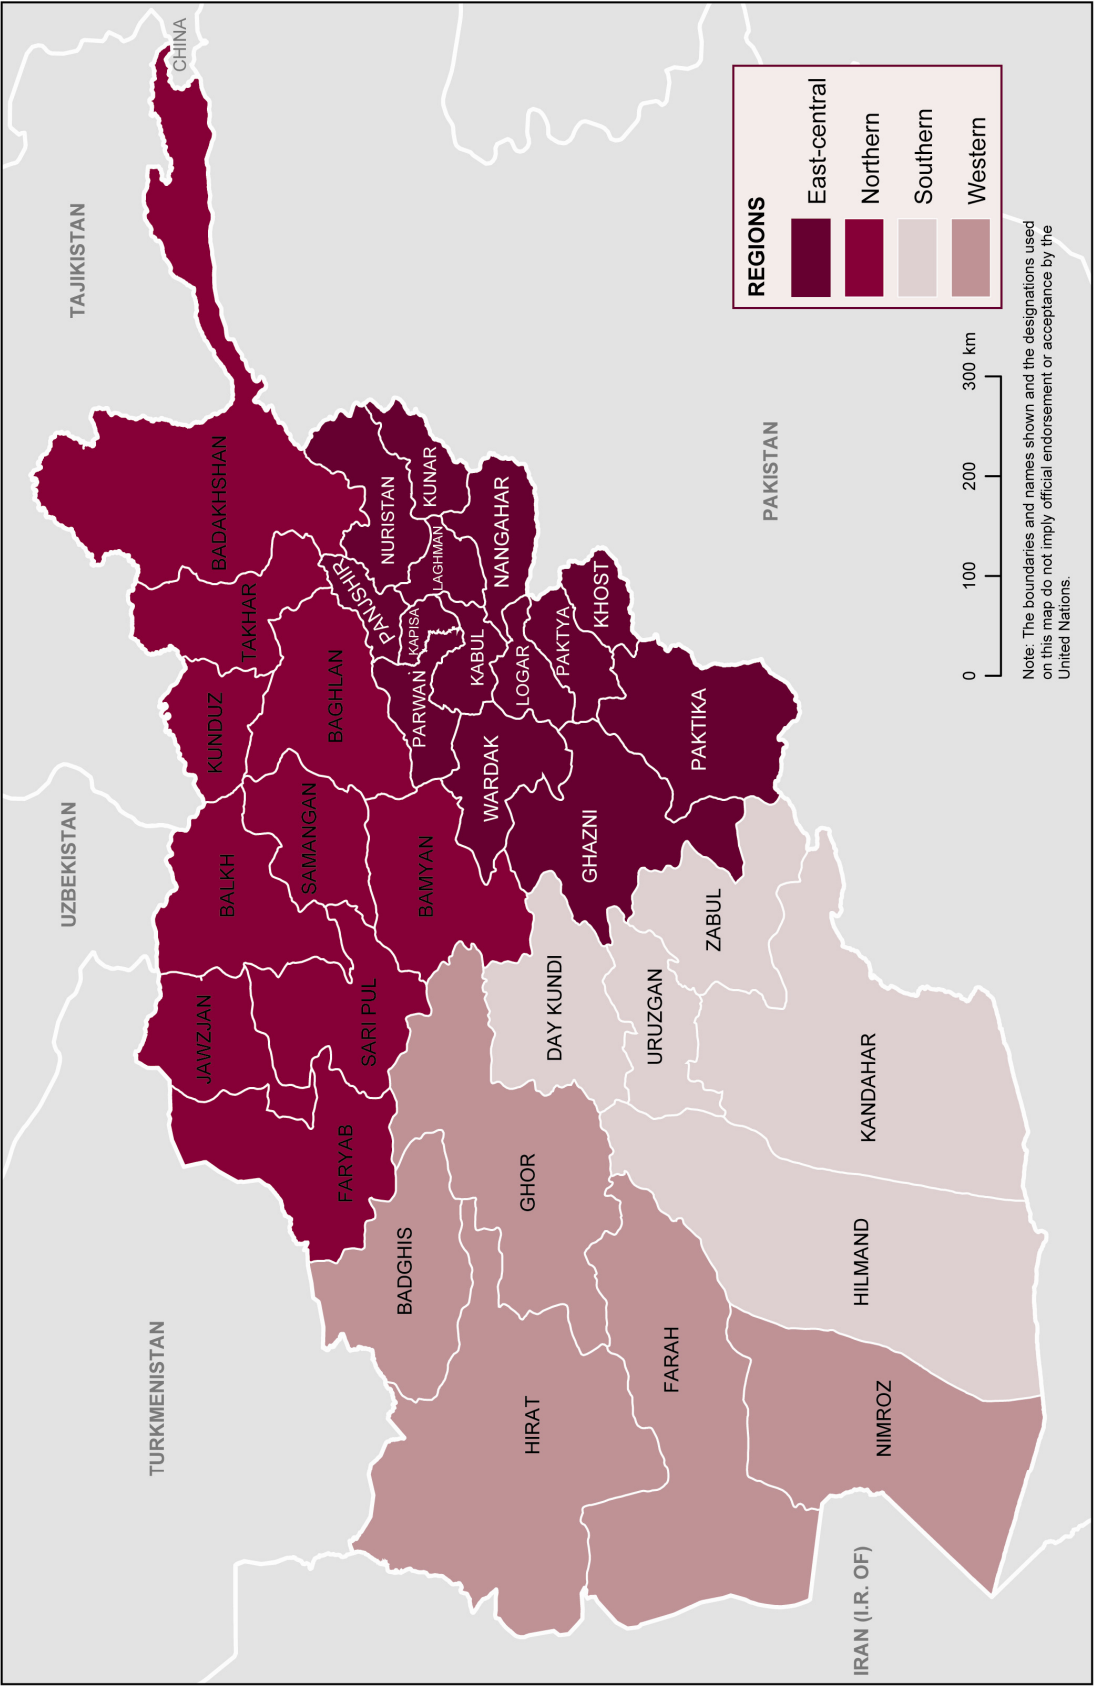 CHINA
TAJIKISTAN
UZBEKISTAN
TURKMENISTAN
BADAKHSHAN
TAKHAR
KUNDUZ
BAGHLAN
BALKH
SAMANGAN
JAWZJAN
SARI PUL
FARYAB
BAMYAN
NURISTAN
KUNAR
LAGHMAN
NANGAHAR
PANJSHIR
KAPISA
PARWAN
KABUL
LOGAR
WARDAK
PAKTYA
KHOST
GHAZNI
PAKTIKA
BADGHIS
GHOR
HIRAT
FARAH
NIMROZ
DAY KUNDI
URUZGAN
ZABUL
KANDAHAR
HILMAND
PAKISTAN
IRAN (I.R. OF)
REGIONS
East-central
Northern
Southern
Western
0 100 200 300 km
Note: The boundaries and names shown and the designations used
on this map do not imply official endorsement or acceptance by the
United Nations.